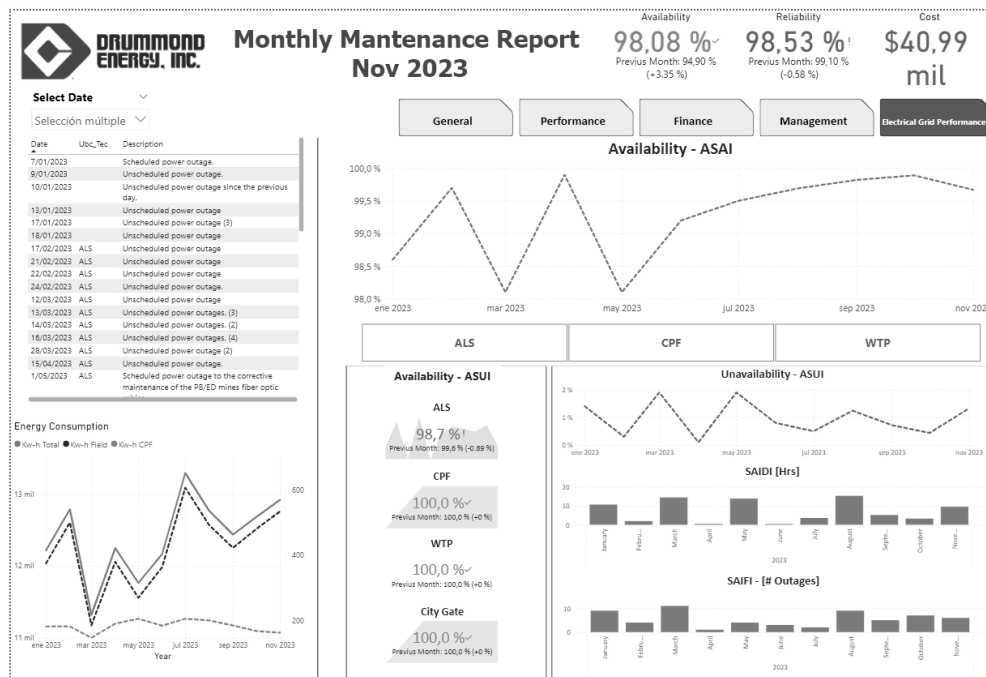 DRUMMOND
ENERGY, INC.
Monthly Mantenance Report
Nov 2023
Availability
98,08 %
Previus Month: 94,90 %
(+3.35 %)
Reliability
98,53 %!
Previus Month: 99,10 %
(-0.58 %)
Cost
$40,99
mil
Select Date
Selección múltiple
General
Performance
Finance
Management
Electrical Grid Performance
Date Ubc_Tec Description
7/01/2023 Scheduled power outage.
9/01/2023 Unscheduled power outage.
10/01/2023 Unscheduled power outage since the previous
day.
13/01/2023 Unscheduled power outage
17/01/2023 Unscheduled power outage (3)
18/01/2023 Unscheduled power outage
17/02/2023 ALS Unscheduled power outage
21/02/2023 ALS Unscheduled power outage
22/02/2023 ALS Unscheduled power outage
24/02/2023 ALS Unscheduled power outage.
12/03/2023 ALS Unscheduled power outage
13/03/2023 ALS Unscheduled power outages. (3)
14/03/2023 ALS Unscheduled power outages. (2)
16/03/2023 ALS Unscheduled power outages. (4)
28/03/2023 ALS Unscheduled power outage (2)
15/04/2023 ALS Unscheduled power outage.
1/05/2023 ALS Scheduled power outage to the corrective
maintenance of the PB/ED mines fiber optic
Availability - ASAI
100,0 %
99,5 %
99,0 %
98,5 %
98,0 %
ene 2023 mar 2023 may 2023 jul 2023 sep 2023 nov 2023
ALS
CPF
WTP
Energy Consumption
Kw-h Total Kw-h Field Kw-h CPF
13 mil
12 mil
11 mil
600
400
200
ene 2023 mar 2023 may 2023 jul 2023 sep 2023 nov 2023
Year
Availability - ASUI
ALS
98,7 %!
Previus Month: 99,6 % (-0.89 %)
CPF
100,0 %
Previus Month: 100,0 % (+0 %)
WTP
100,0 %
Previus Month: 100,0 % (+0 %)
City Gate
100,0 %
Previus Month: 100,0 % (+0 %)
Unavailability - ASUI
2 %
1 %
0 %
ene 2023 mar 2023 may 2023 jul 2023 sep 2023 nov 2023
SAIDI [Hrs]
20
10
0
January Febru... March April May June July August Septe... October Nove...
2023
SAIFI - [# Outages]
10
0
January Febru... March April May June July August Septe... October Nove...
2023